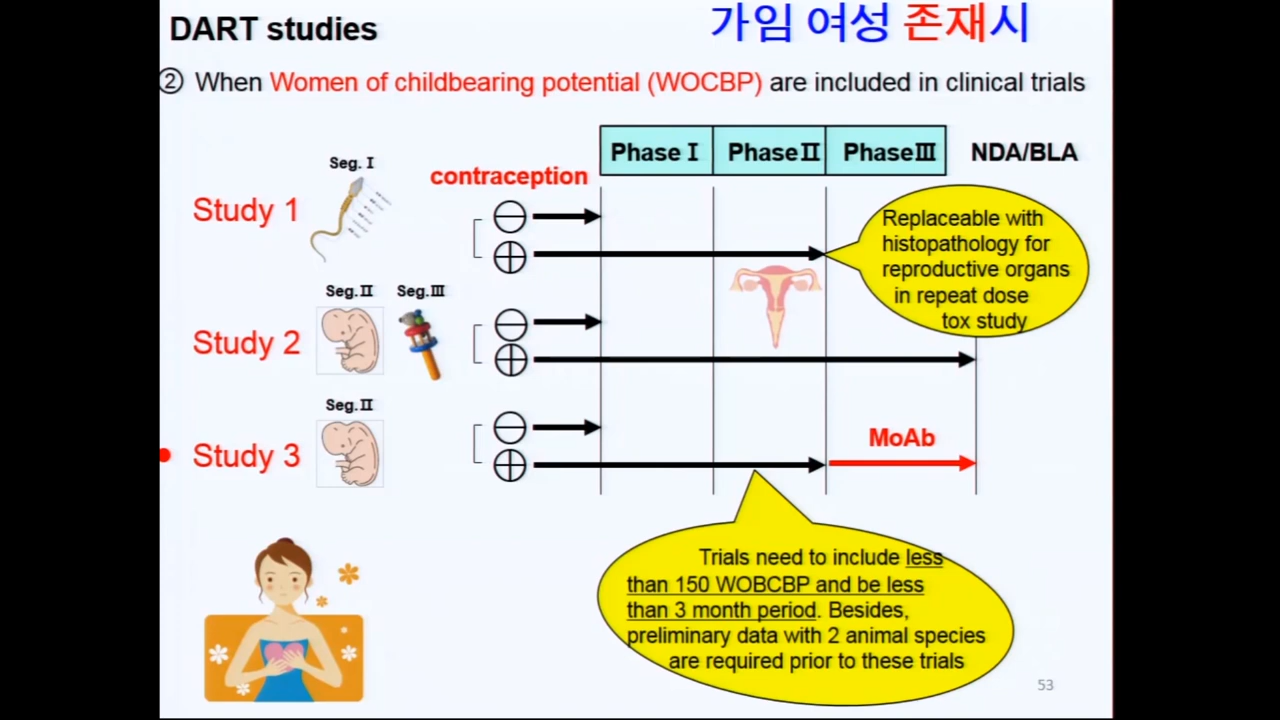 DART studies
가임 여성 존재시
② When Women of childbearing potential (WOCBP) are included in clinical trials
Phase Ⅰ PhaseⅡ PhaseⅢ NDA/BLA
Seg. Ⅰ
contraception
Study 1
Replaceable with
histopathology for
reproductive organs
in repeat dose
tox study
Seg.Ⅱ Seg.Ⅲ
Study 2
Seg.Ⅱ
MoAb
Study 3
Trials need to include less
than 150 WOBCBP and be less
than 3 month period. Besides,
preliminary data with 2 animal species
are required prior to these trials
53